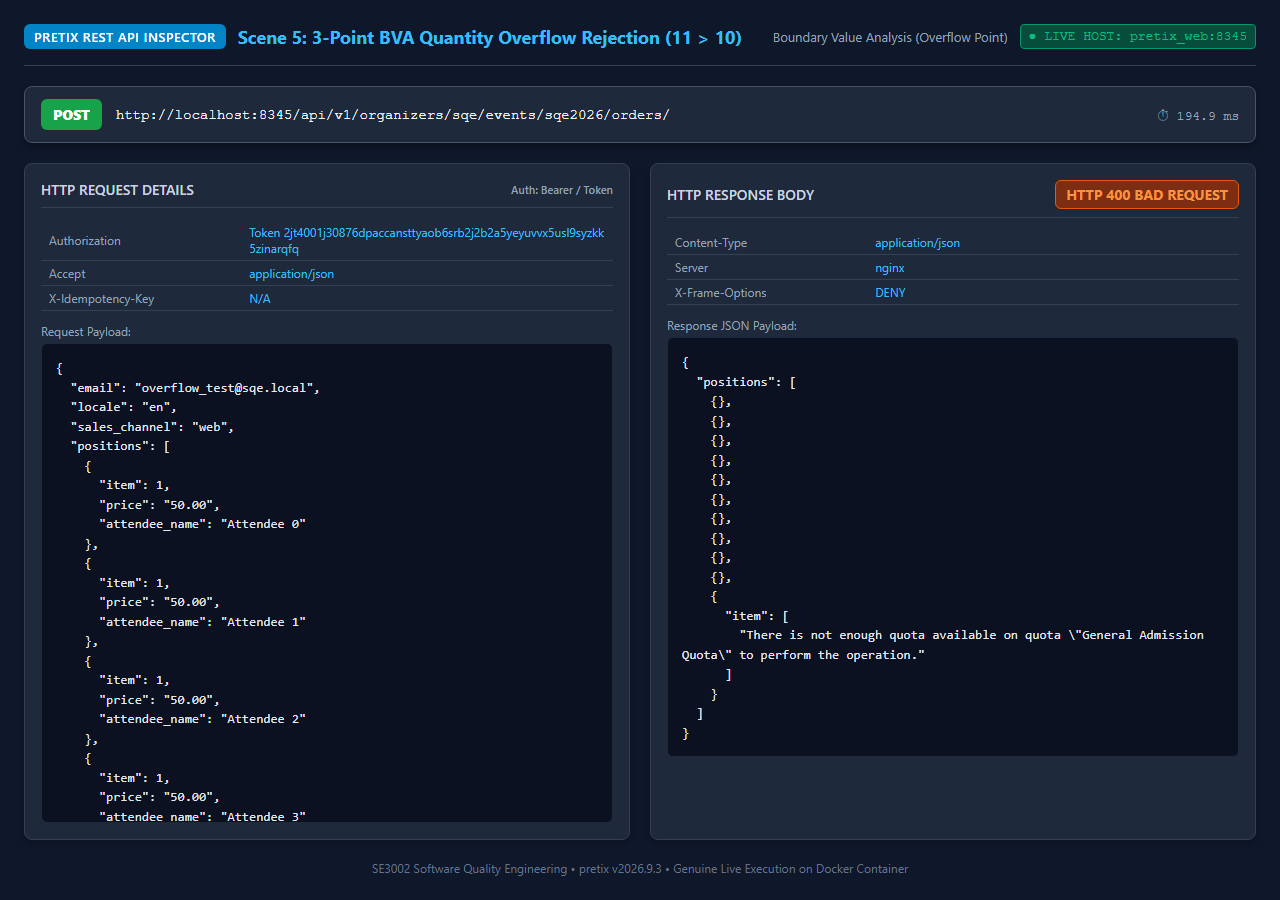 PRETIX REST API INSPECTOR
Scene 5: 3-Point BVA Quantity Overflow Rejection (11 > 10)
Boundary Value Analysis (Overflow Point)
● LIVE HOST: pretix_web:8345
POST
http://localhost:8345/api/v1/organizers/sqe/events/sqe2026/orders/
⏱ 194.9 ms
HTTP REQUEST DETAILS
Auth: Bearer / Token
Authorization
Token 2jt4001j30876dpaccansttyaob6srb2j2b2a5yeyuvvx5usl9syzkk
5zinarqfq
Accept
application/json
X-Idempotency-Key
N/A
Request Payload:
{
  "email": "overflow_test@sqe.local",
  "locale": "en",
  "sales_channel": "web",
  "positions": [
    {
      "item": 1,
      "price": "50.00",
      "attendee_name": "Attendee 0"
    },
    {
      "item": 1,
      "price": "50.00",
      "attendee_name": "Attendee 1"
    },
    {
      "item": 1,
      "price": "50.00",
      "attendee_name": "Attendee 2"
    },
    {
      "item": 1,
      "price": "50.00",
      "attendee_name": "Attendee 3"
HTTP RESPONSE BODY
HTTP 400 BAD REQUEST
Content-Type
application/json
Server
nginx
X-Frame-Options
DENY
Response JSON Payload:
{
  "positions": [
    {},
    {},
    {},
    {},
    {},
    {},
    {},
    {},
    {},
    {},
    {
      "item": [
        "There is not enough quota available on quota \"General Admission
Quota\" to perform the operation."
      ]
    }
  ]
}
SE3002 Software Quality Engineering • pretix v2026.9.3 • Genuine Live Execution on Docker Container